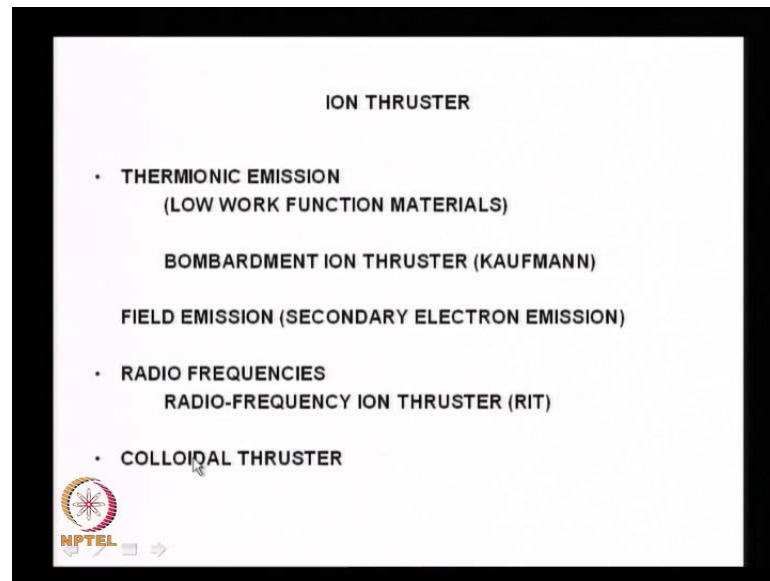 ION THRUSTER
• THERMIONIC EMISSION
(LOW WORK FUNCTION MATERIALS)
BOMBARDMENT ION THRUSTER (KAUFMANN)
FIELD EMISSION (SECONDARY ELECTRON EMISSION)
• RADIO FREQUENCIES
RADIO-FREQUENCY ION THRUSTER (RIT)
• COLLOIDAL THRUSTER
NPTEL